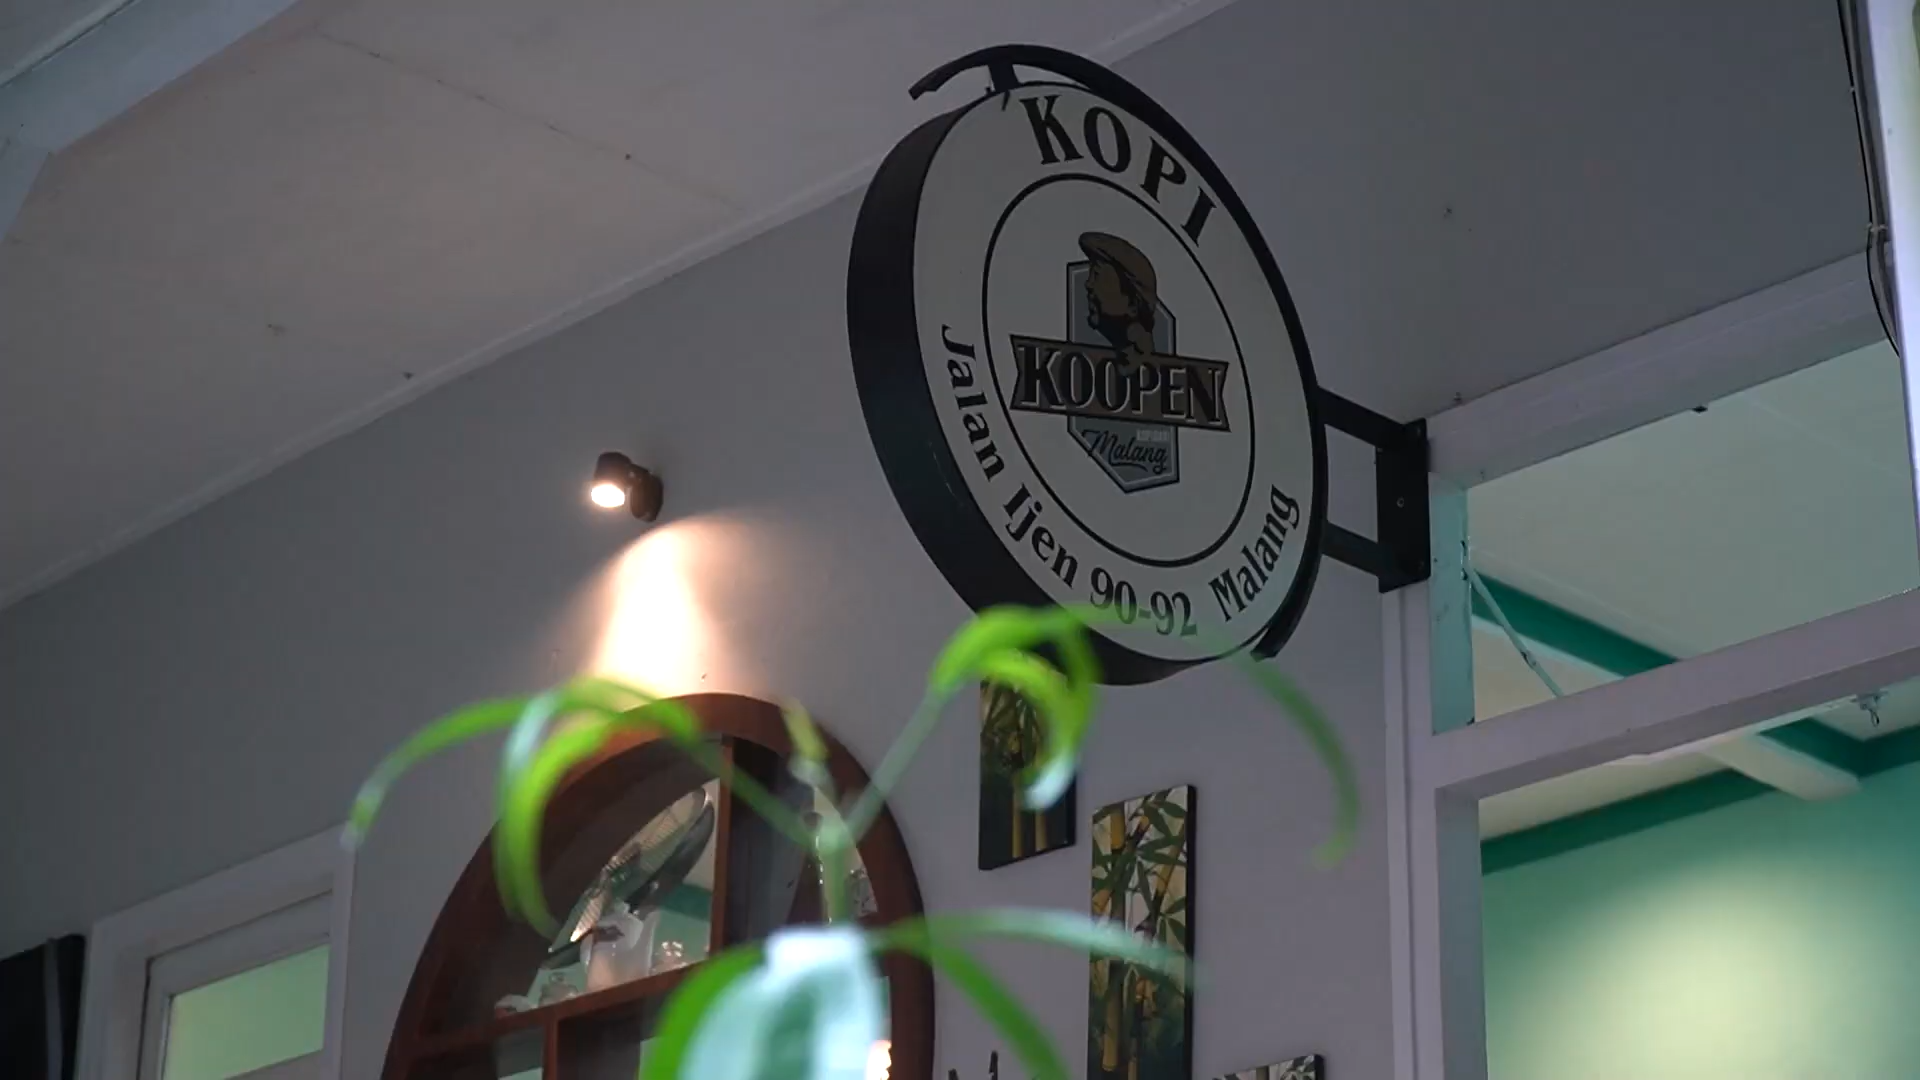 KOPI
KOOPEN
Malang
Jalan Ijen 90-92 Malang